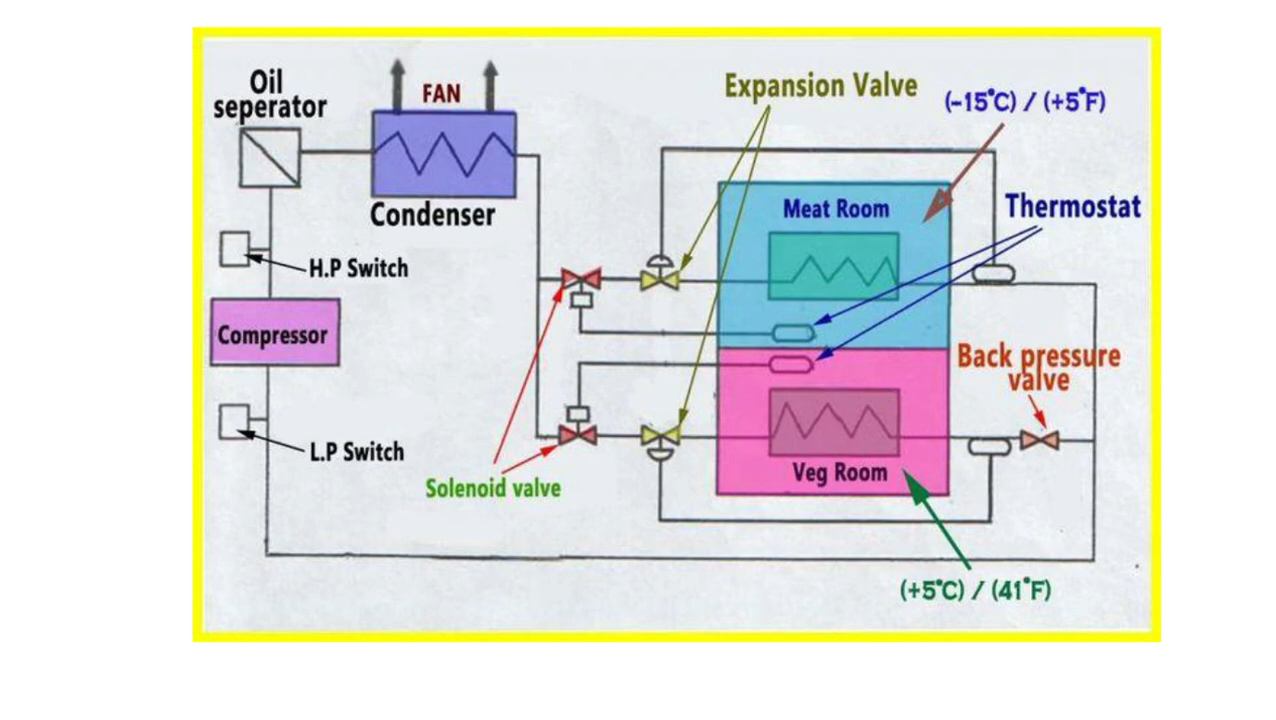 Oil
seperator
FAN
Expansion Valve
(-15°C) / (+5°F)
Condenser
Meat Room
Thermostat
H.P Switch
Compressor
Back pressure
valve
L.P Switch
Solenoid valve
Veg Room
(+5°C) / (41°F)